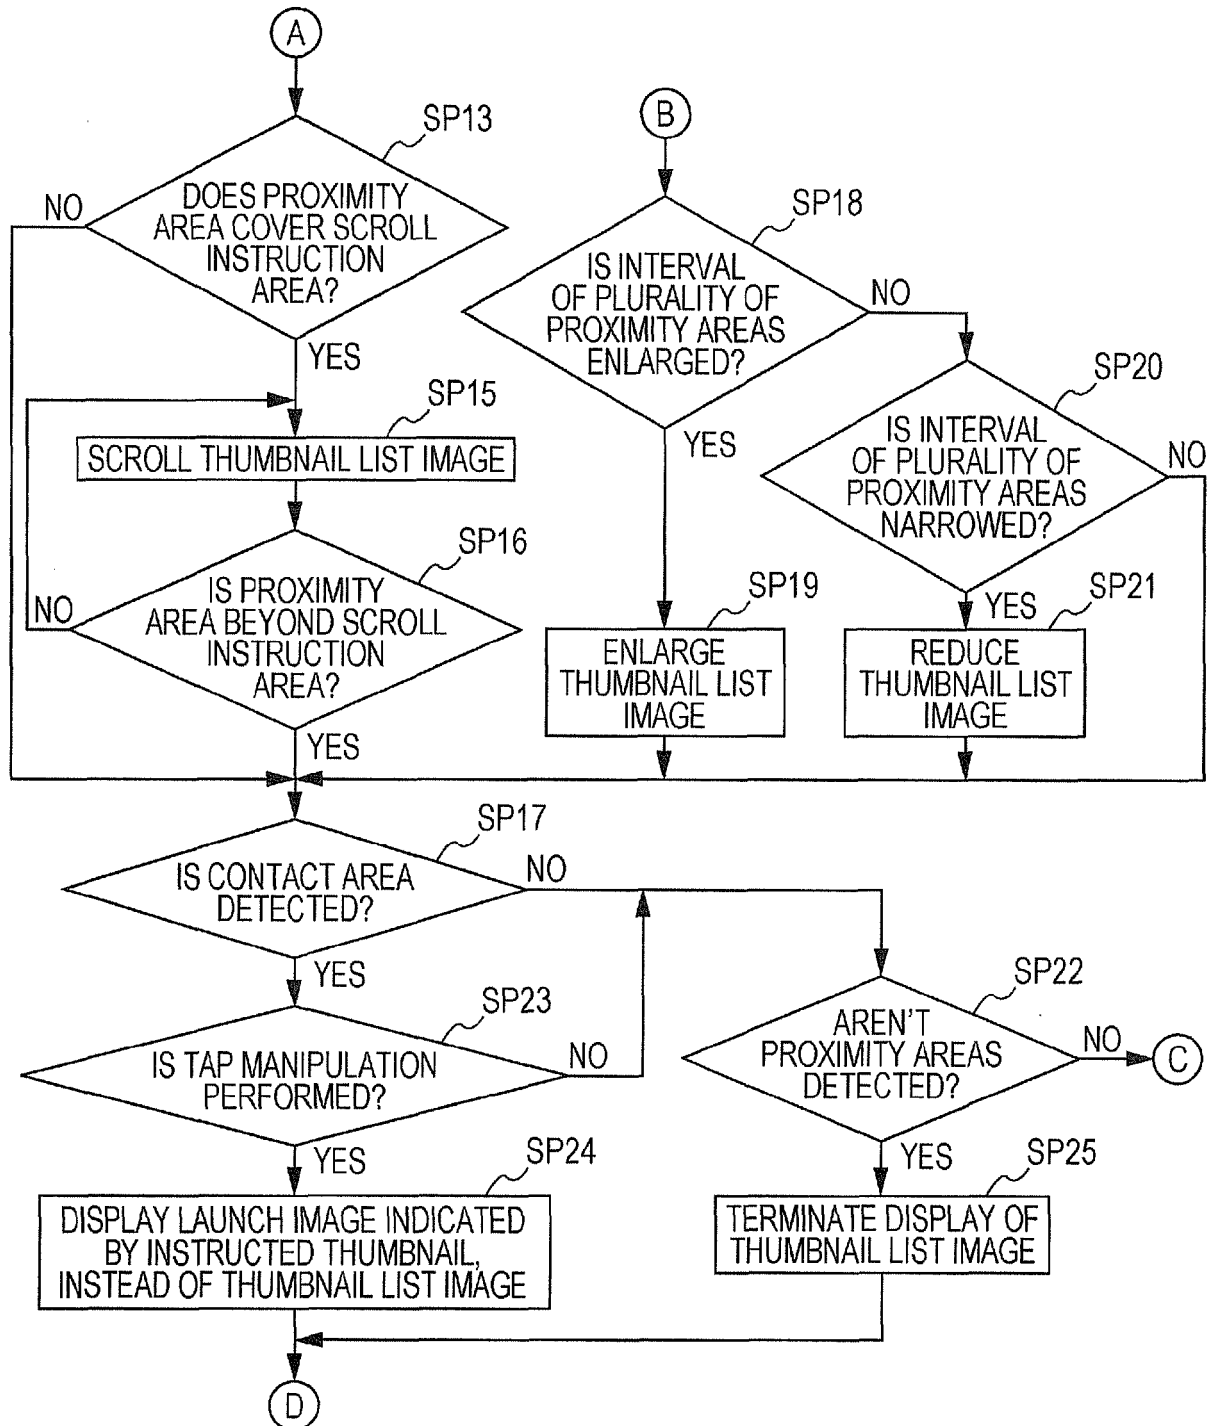 A
SP13
DOES PROXIMITY
AREA COVER SCROLL
INSTRUCTION
AREA?
NO
YES
SP15
SCROLL THUMBNAIL LIST IMAGE
SP16
IS PROXIMITY
AREA BEYOND SCROLL
INSTRUCTION
AREA?
NO
YES
B
SP18
IS INTERVAL
OF PLURALITY OF
PROXIMITY AREAS
ENLARGED?
NO
YES
SP20
IS INTERVAL
OF PLURALITY OF
PROXIMITY AREAS
NARROWED?
NO
YES
SP19
ENLARGE
THUMBNAIL LIST
IMAGE
SP21
REDUCE
THUMBNAIL LIST
IMAGE
SP17
IS CONTACT AREA
DETECTED?
NO
YES
SP23
IS TAP MANIPULATION
PERFORMED?
NO
YES
SP22
AREN'T
PROXIMITY AREAS
DETECTED?
NO
C
YES
SP24
DISPLAY LAUNCH IMAGE INDICATED
BY INSTRUCTED THUMBNAIL,
INSTEAD OF THUMBNAIL LIST IMAGE
SP25
TERMINATE DISPLAY OF
THUMBNAIL LIST IMAGE
D